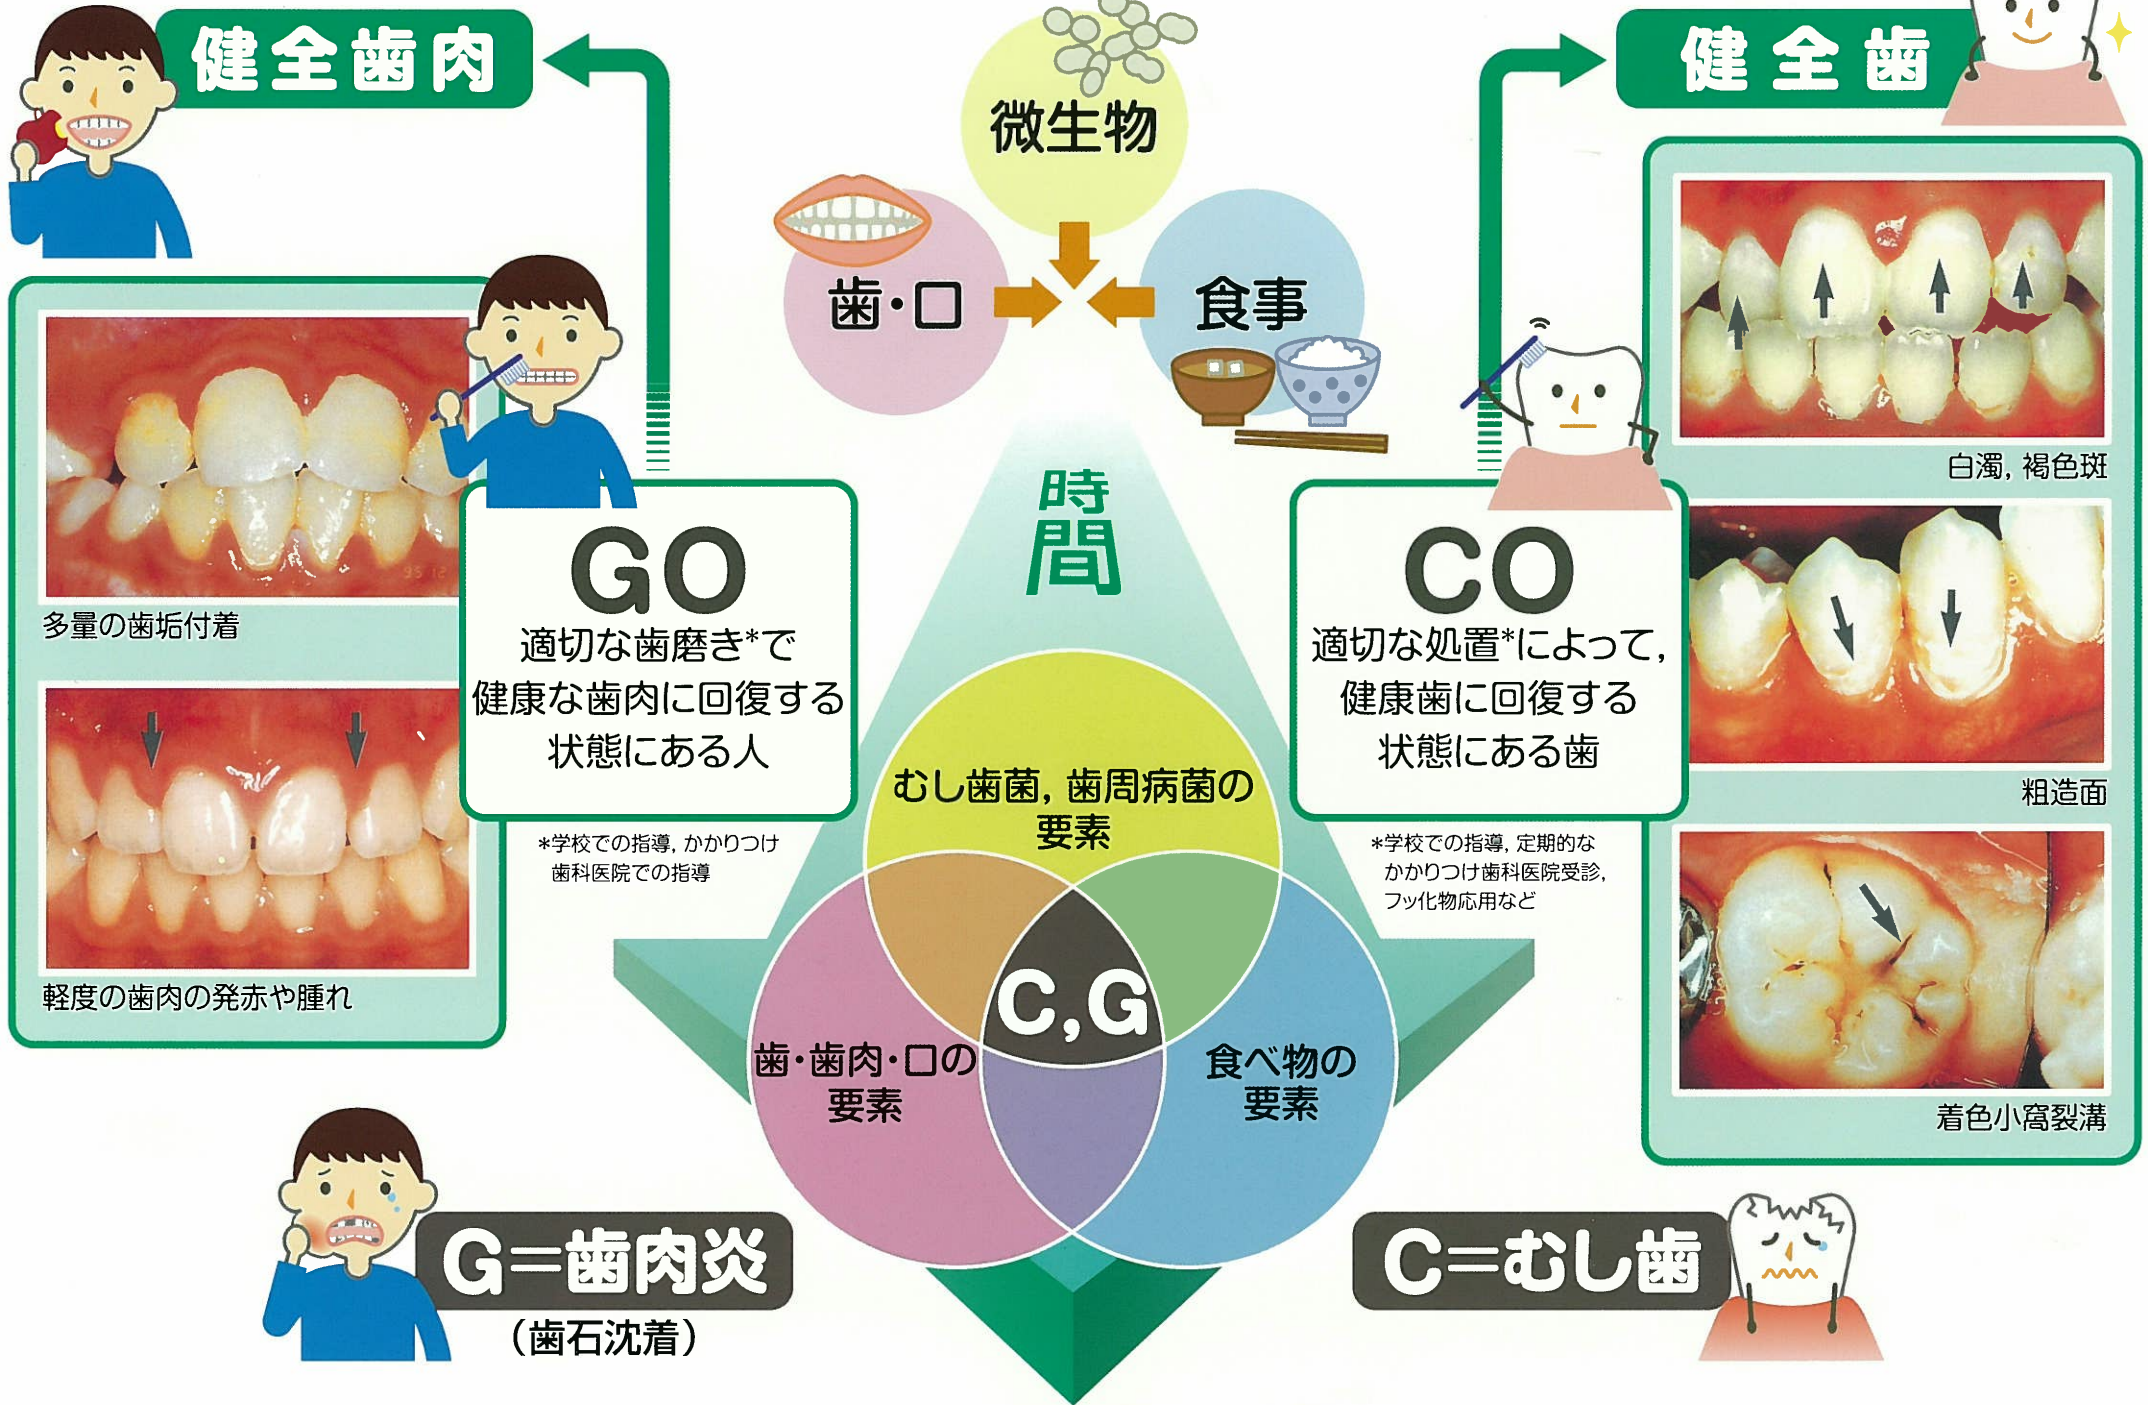 健全歯肉
微生物
歯・口
食事
健全歯
時間
多量の歯垢付着
軽度の歯肉の発赤や腫れ
GO
適切な歯磨き*で
健康な歯肉に回復する
状態にある人
*学校での指導, かかりつけ
歯科医院での指導
CO
適切な処置*によって,
健康歯に回復する
状態にある歯
*学校での指導, 定期的な
かかりつけ歯科医院受診,
フッ化物応用など
白濁, 褐色斑
粗造面
着色小窩裂溝
むし歯菌, 歯周病菌の
要素
C,G
歯・歯肉・口の
要素
食べ物の
要素
G=歯肉炎
(歯石沈着)
C=むし歯